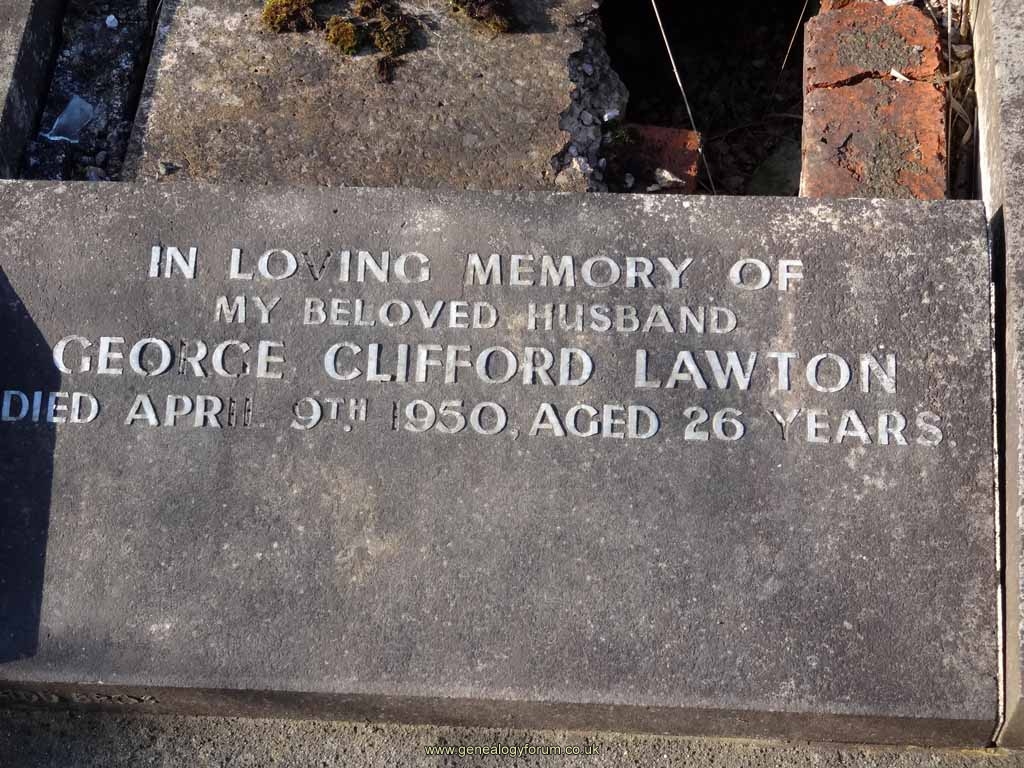 IN LOVING MEMORY OF
MY BELOVED HUSBAND
GEORGE CLIFFORD LAWTON
DIED APRIL 9TH 1950, AGED 26 YEARS.
www.genealogyforum.co.uk